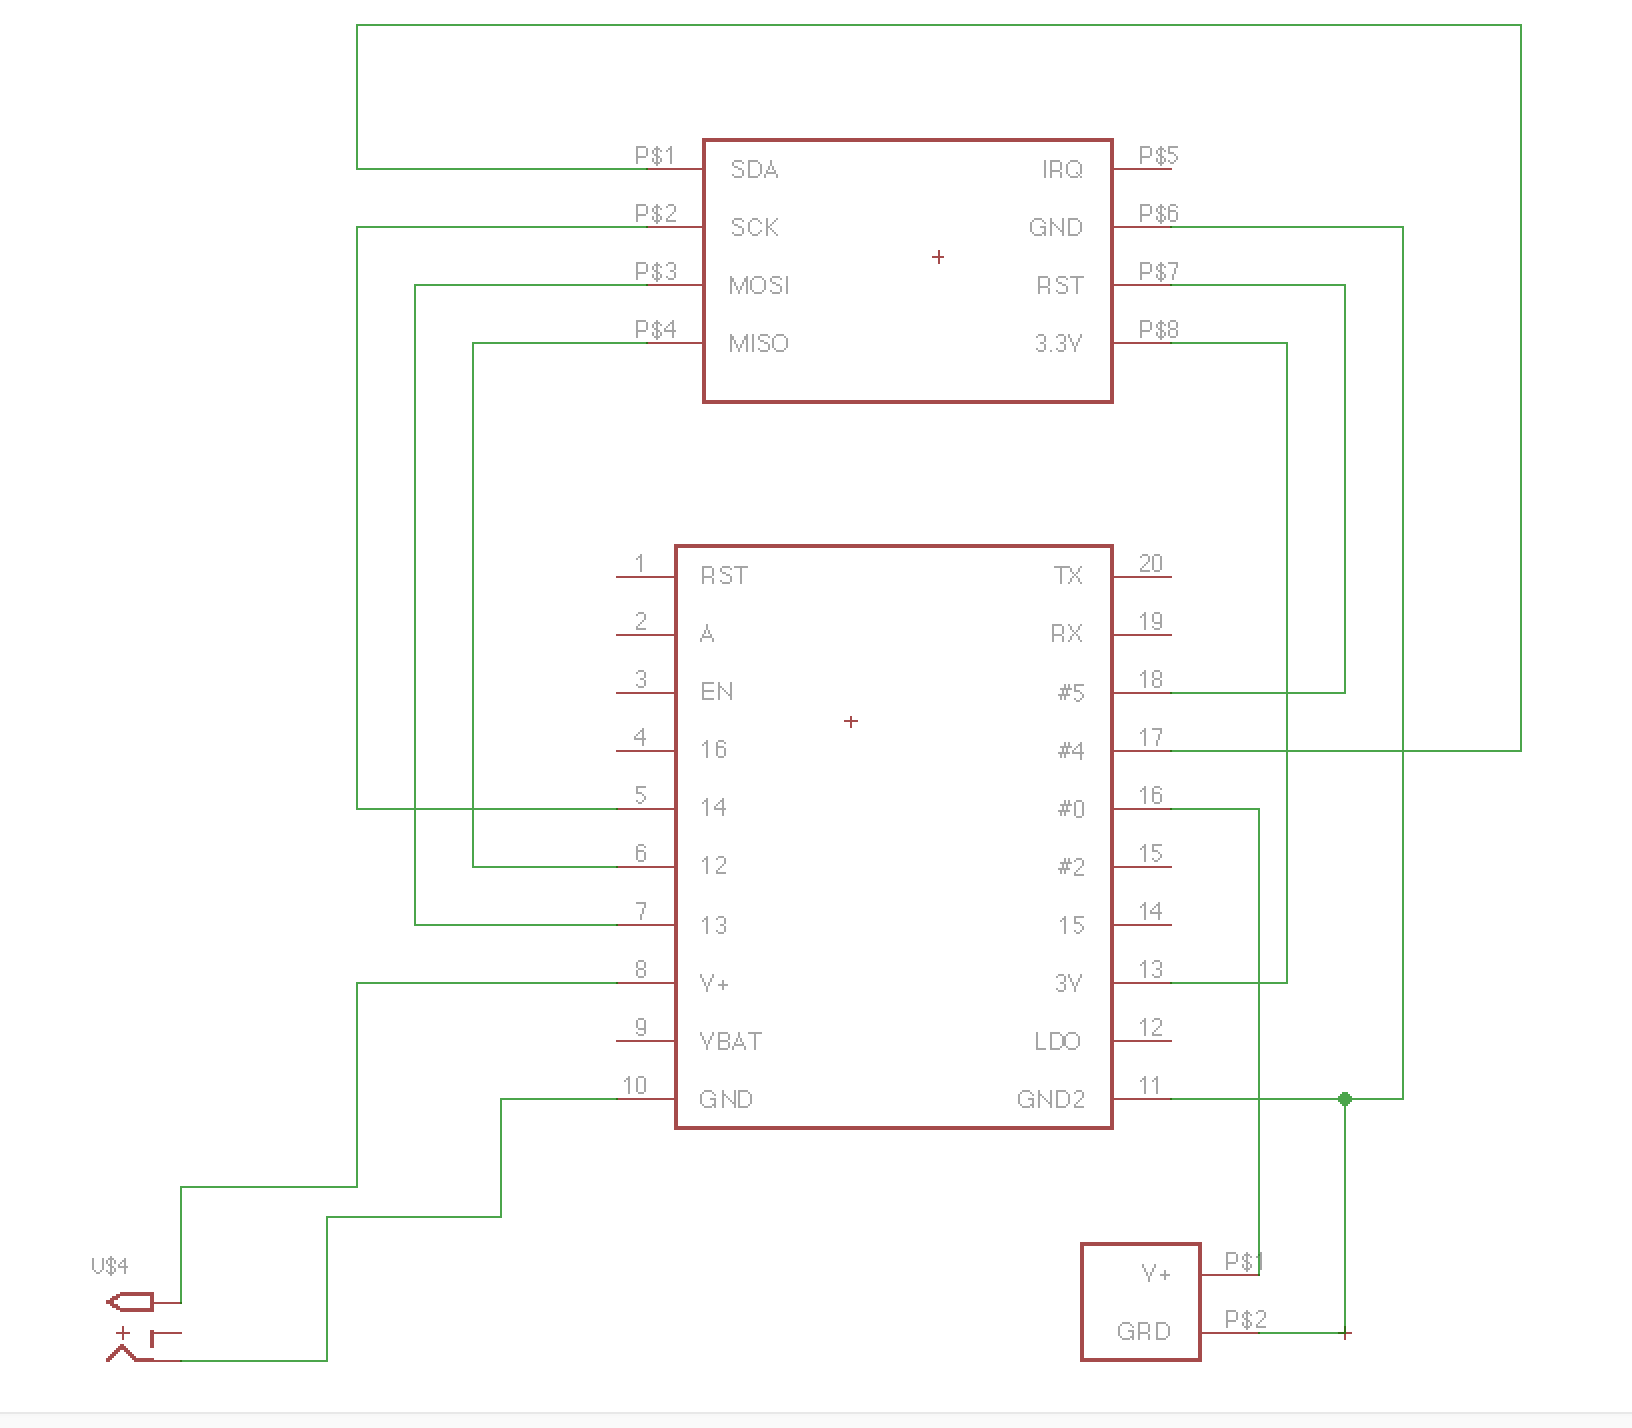 P$1 SDA IRQ P$5
P$2 SCK GND P$6
P$3 MOSI RST P$7
P$4 MISO 3.3V P$8
1 RST TX 20
2 A RX 19
3 EN #5 18
4 16 #4 17
5 14 #0 16
6 12 #2 15
7 13 15 14
8 V+ 3V 13
9 VBAT LDO 12
10 GND GND2 11
U$4
V+ P$1
GRD P$2